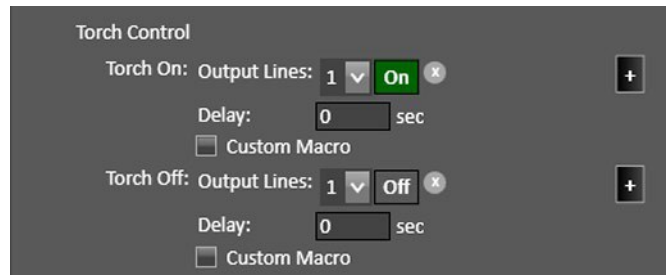 Torch Control
Torch On: Output Lines: 1 On x +
Delay: 0 sec
Custom Macro
Torch Off: Output Lines: 1 Off x +
Delay: 0 sec
Custom Macro